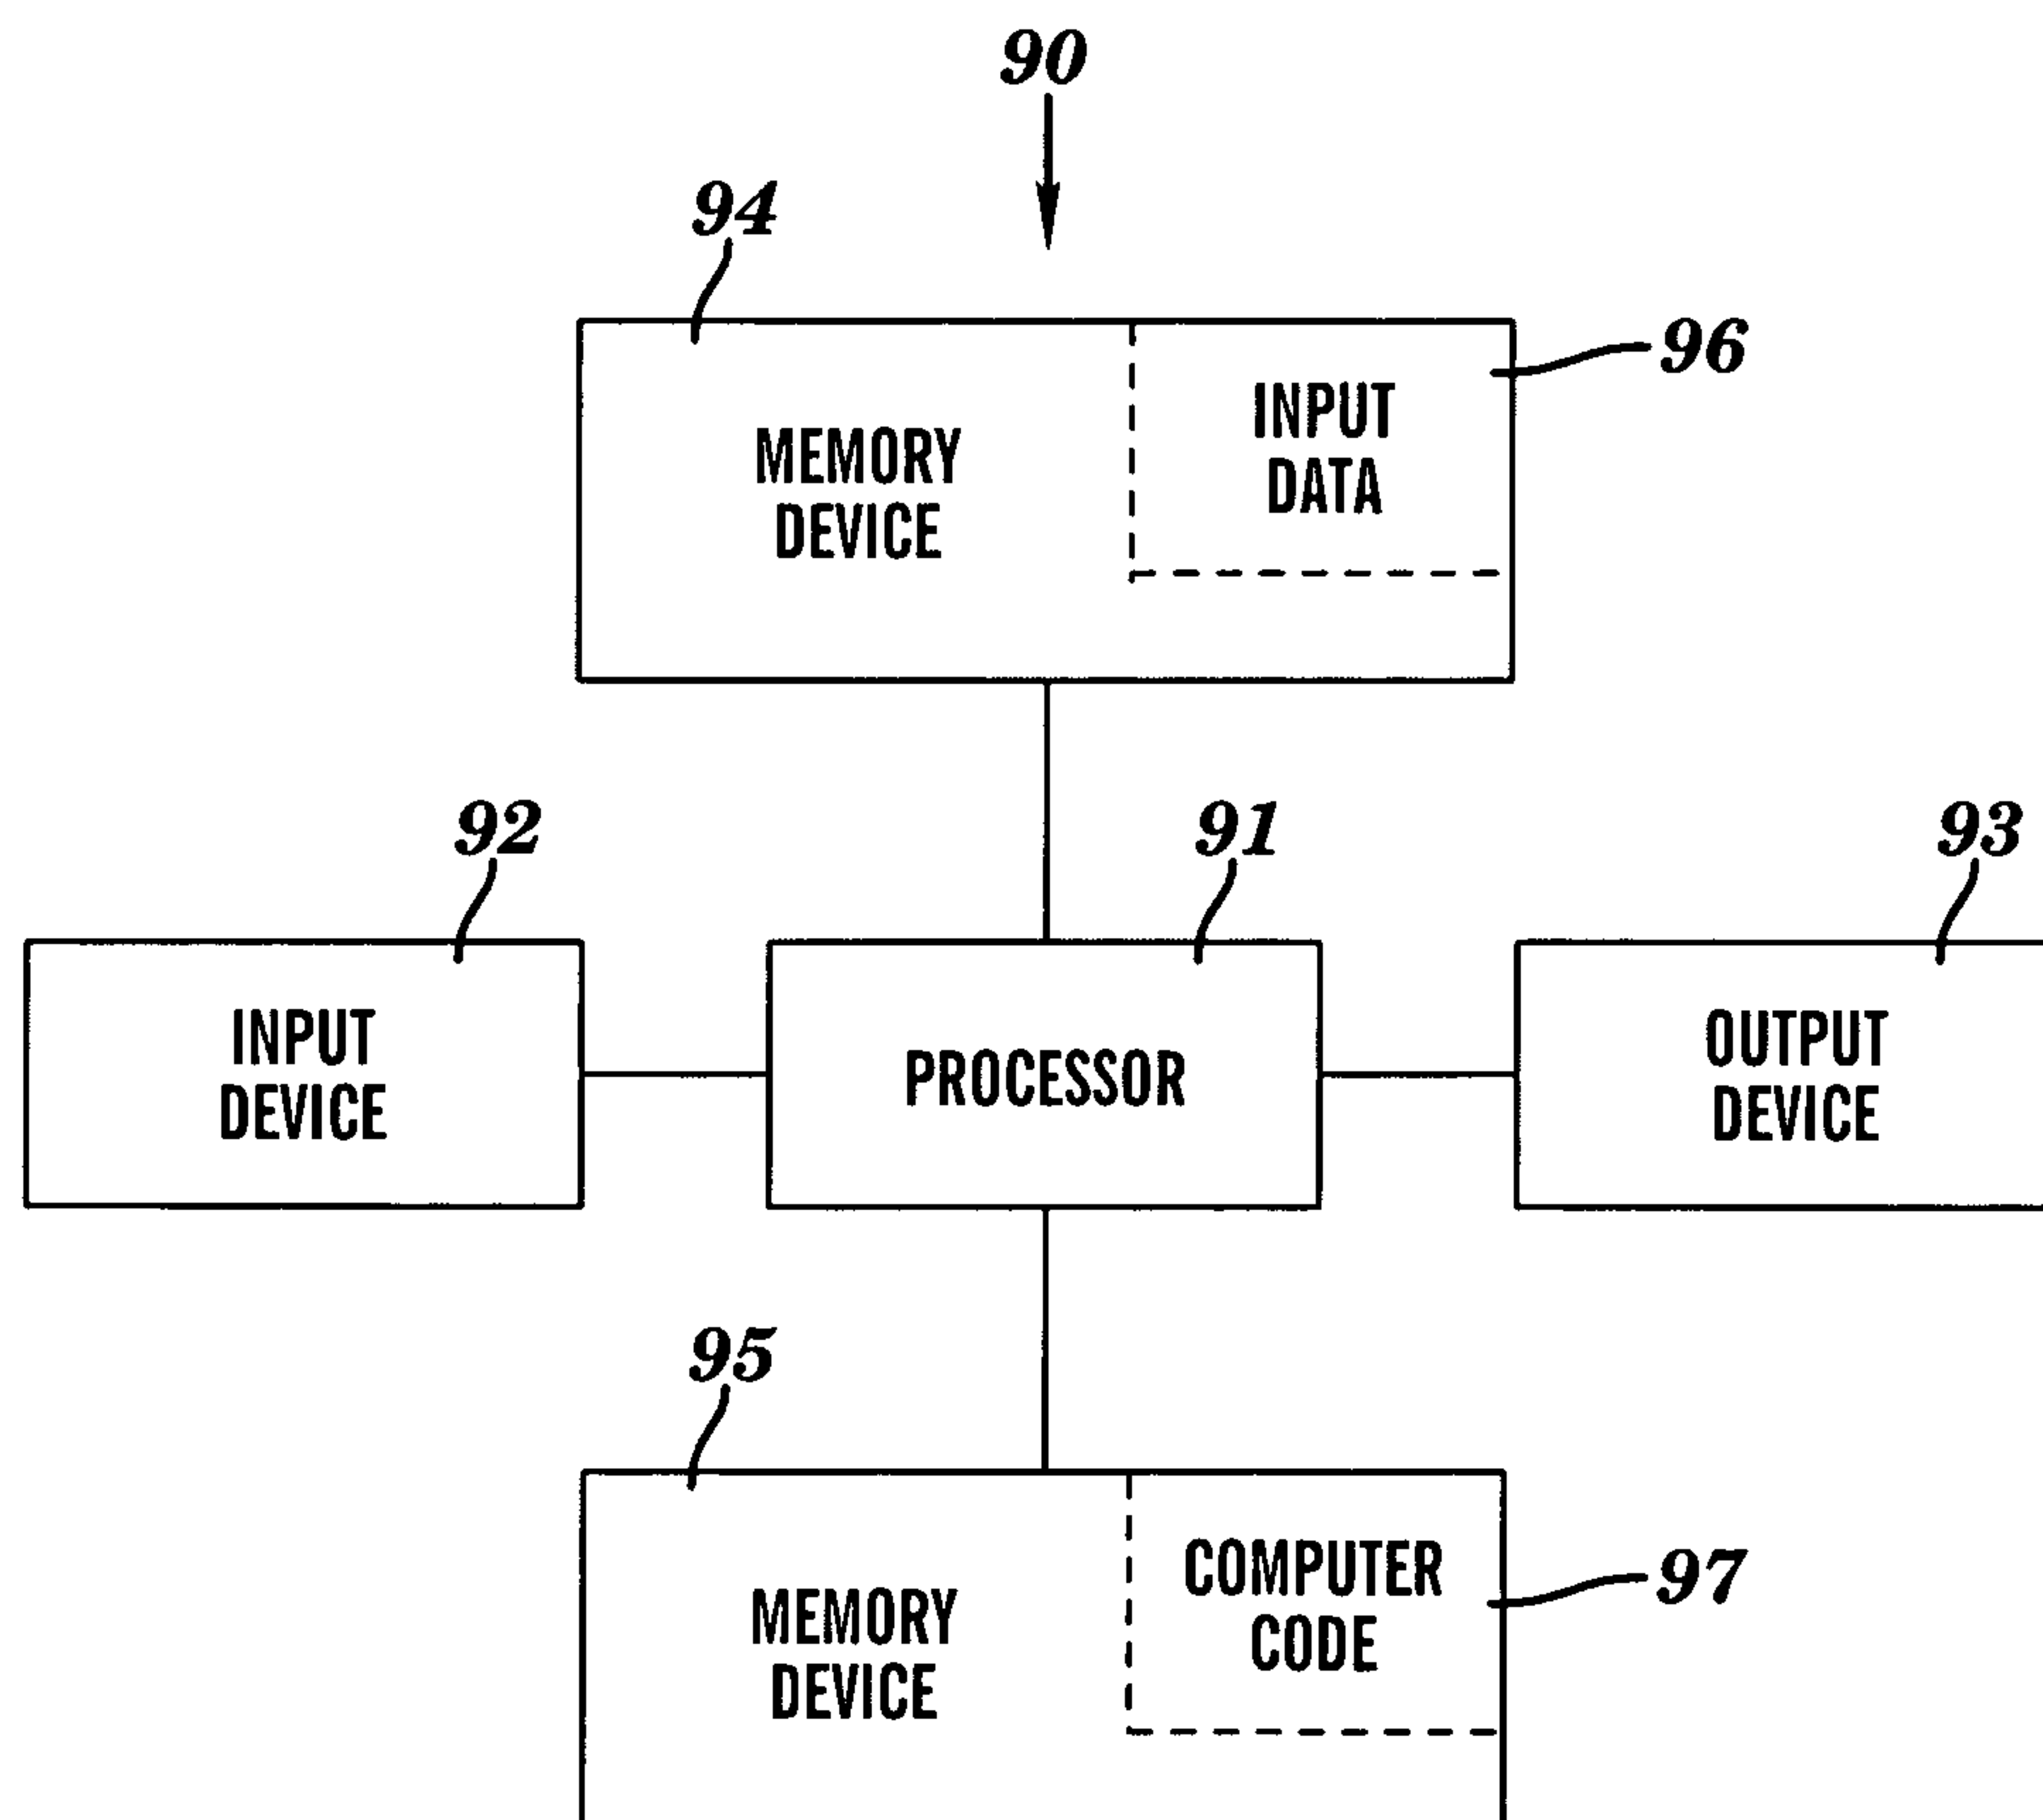 90
94
96
INPUT
DATA
MEMORY
DEVICE
92
91
93
INPUT
DEVICE
PROCESSOR
OUTPUT
DEVICE
95
97
COMPUTER
CODE
MEMORY
DEVICE